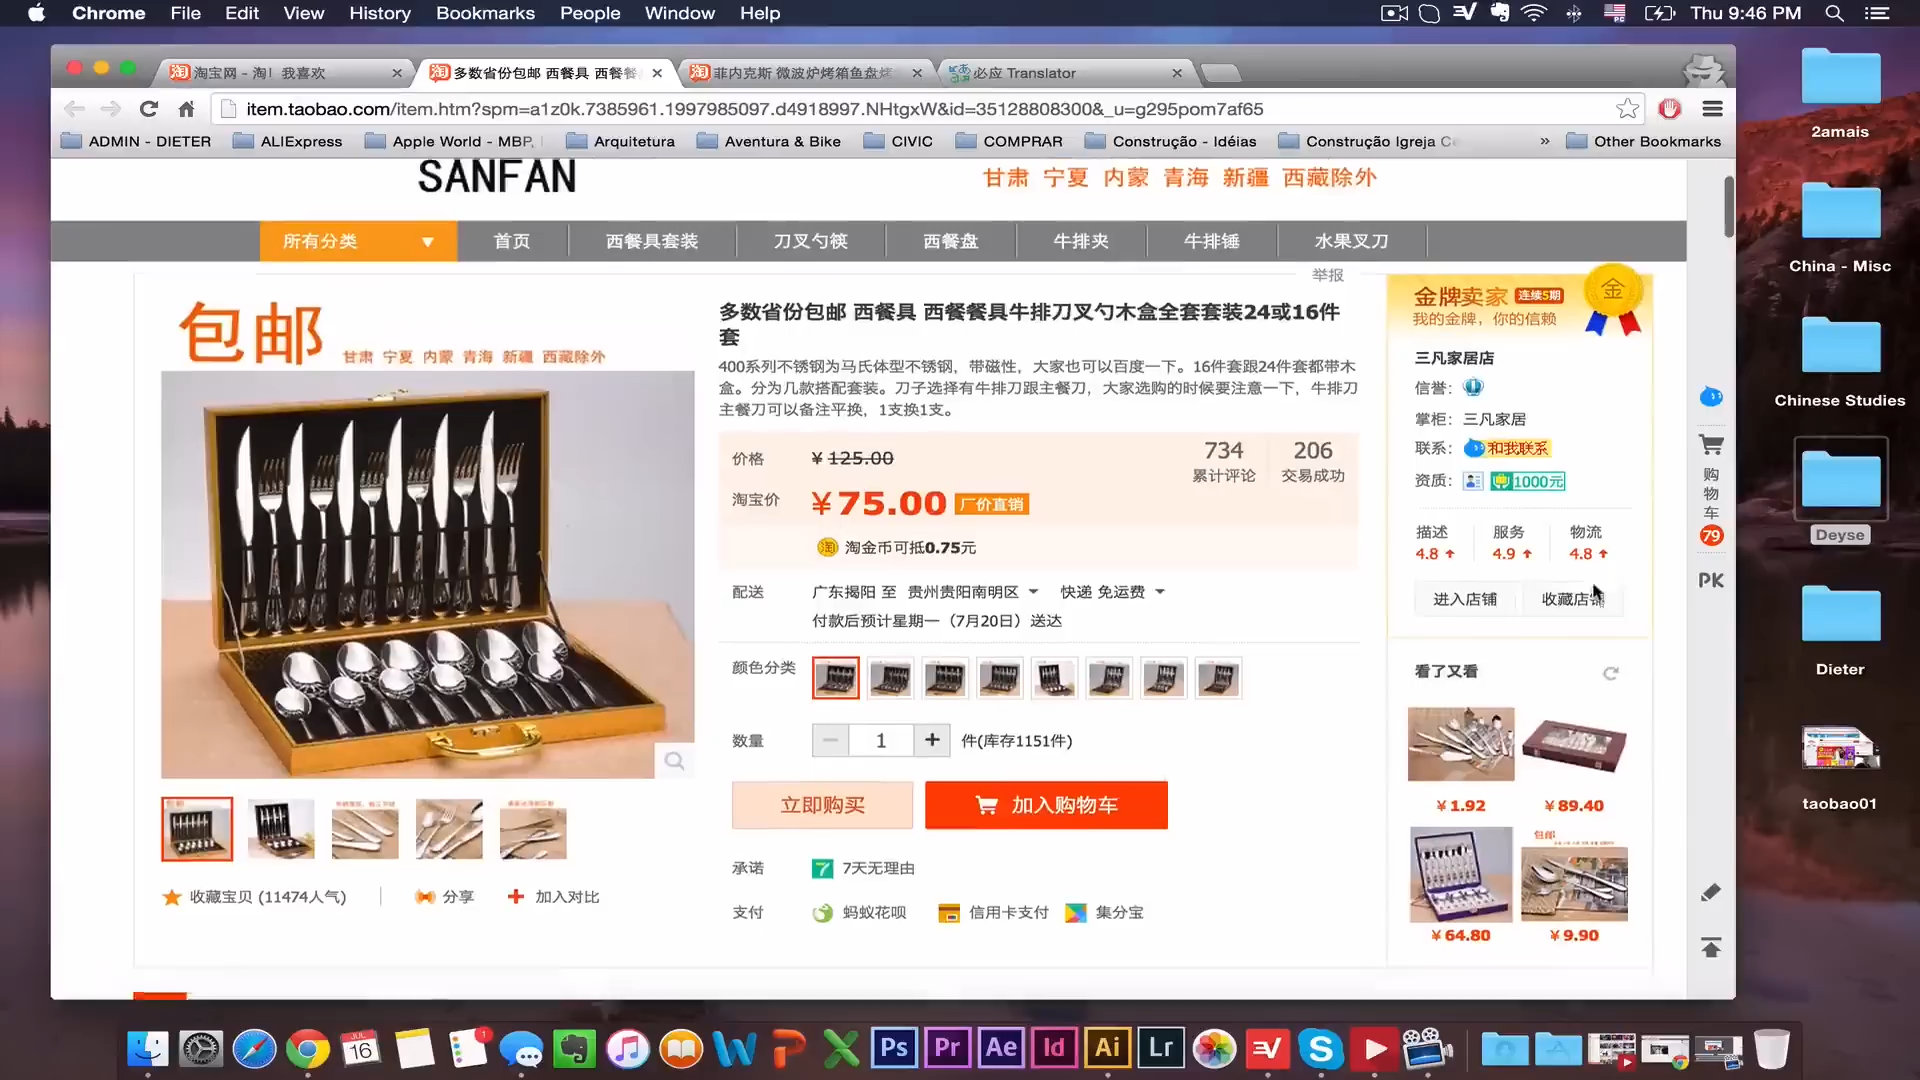 Chrome File Edit View History Bookmarks People Window Help Thu 9:46 PM
淘宝网 - 淘！我喜欢
多数省份包邮 西餐具 西餐餐
菲内克斯 微波炉烤箱鱼盘烤
必应 Translator
item.taobao.com/item.htm?spm=a1z0k.7385961.1997985097.d4918997.NHtgxW&id=35128808300&_u=g295pom7af65
ADMIN - DIETER ALIExpress Apple World - MBP, Arquitetura Aventura & Bike CIVIC COMPRAR Construção - Idéias Construção Igreja Ce » Other Bookmarks
SANFAN
甘肃 宁夏 内蒙 青海 新疆 西藏除外
所有分类 首页 西餐具套装 刀叉勺筷 西餐盘 牛排夹 牛排锤 水果叉刀
举报
包邮
甘肃 宁夏 内蒙 青海 新疆 西藏除外
收藏宝贝 (11474人气) 分享 加入对比
多数省份包邮 西餐具 西餐餐具牛排刀叉勺木盒全套套装24或16件
套
400系列不锈钢为马氏体型不锈钢，带磁性，大家也可以百度一下。16件套跟24件套都带木
盒。分为几款搭配套装。刀子选择有牛排刀跟主餐刀，大家选购的时候要注意一下，牛排刀
主餐刀可以备注平换，1支换1支。
价格 ¥ 125.00
734 206
累计评论 交易成功
淘宝价 ¥75.00 厂价直销
淘 淘金币可抵0.75元
配送 广东揭阳 至 贵州贵阳南明区 快递 免运费
付款后预计星期一（7月20日）送达
颜色分类
数量 1 件(库存1151件)
立即购买 加入购物车
承诺 7 7天无理由
支付 蚂蚁花呗 信用卡支付 集分宝
金牌卖家 连续5期 金
我的金牌，你的信赖
三凡家居店
信誉：
掌柜： 三凡家居
联系： 和我联系
资质： 1000元
描述 服务 物流
4.8 4.9 4.8
进入店铺 收藏店
看了又看
¥1.92 ¥89.40
包邮
¥64.80 ¥9.90
购
物
车
79
PK
2amais
China - Misc
Chinese Studies
Deyse
Dieter
taobao01
JUL
16
1
Ps Pr Ae Id Ai Lr